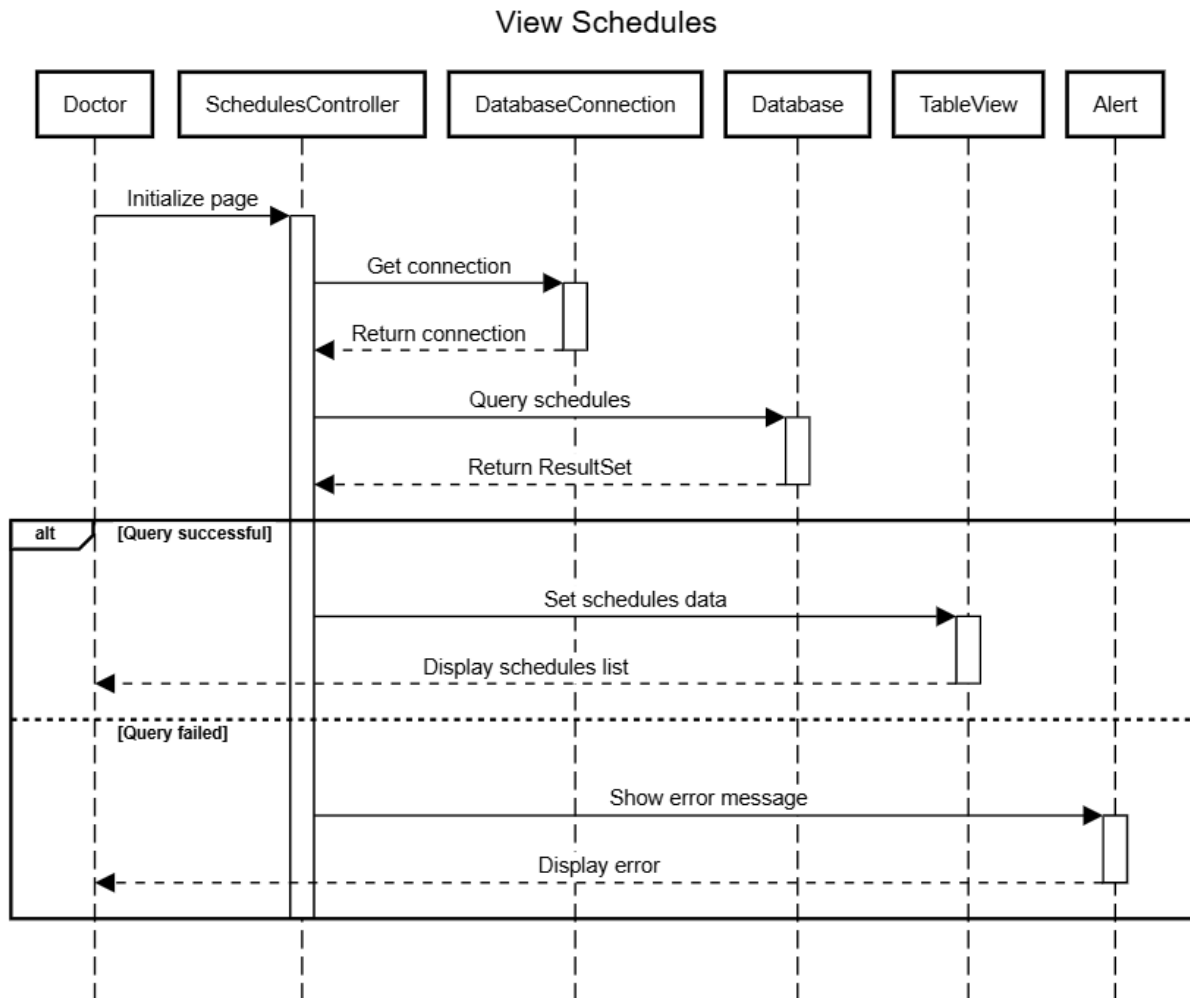 View Schedules
Doctor
SchedulesController
DatabaseConnection
Database
TableView
Alert
Initialize page
Get connection
Return connection
Query schedules
Return ResultSet
alt
[Query successful]
Set schedules data
Display schedules list
[Query failed]
Show error message
Display error